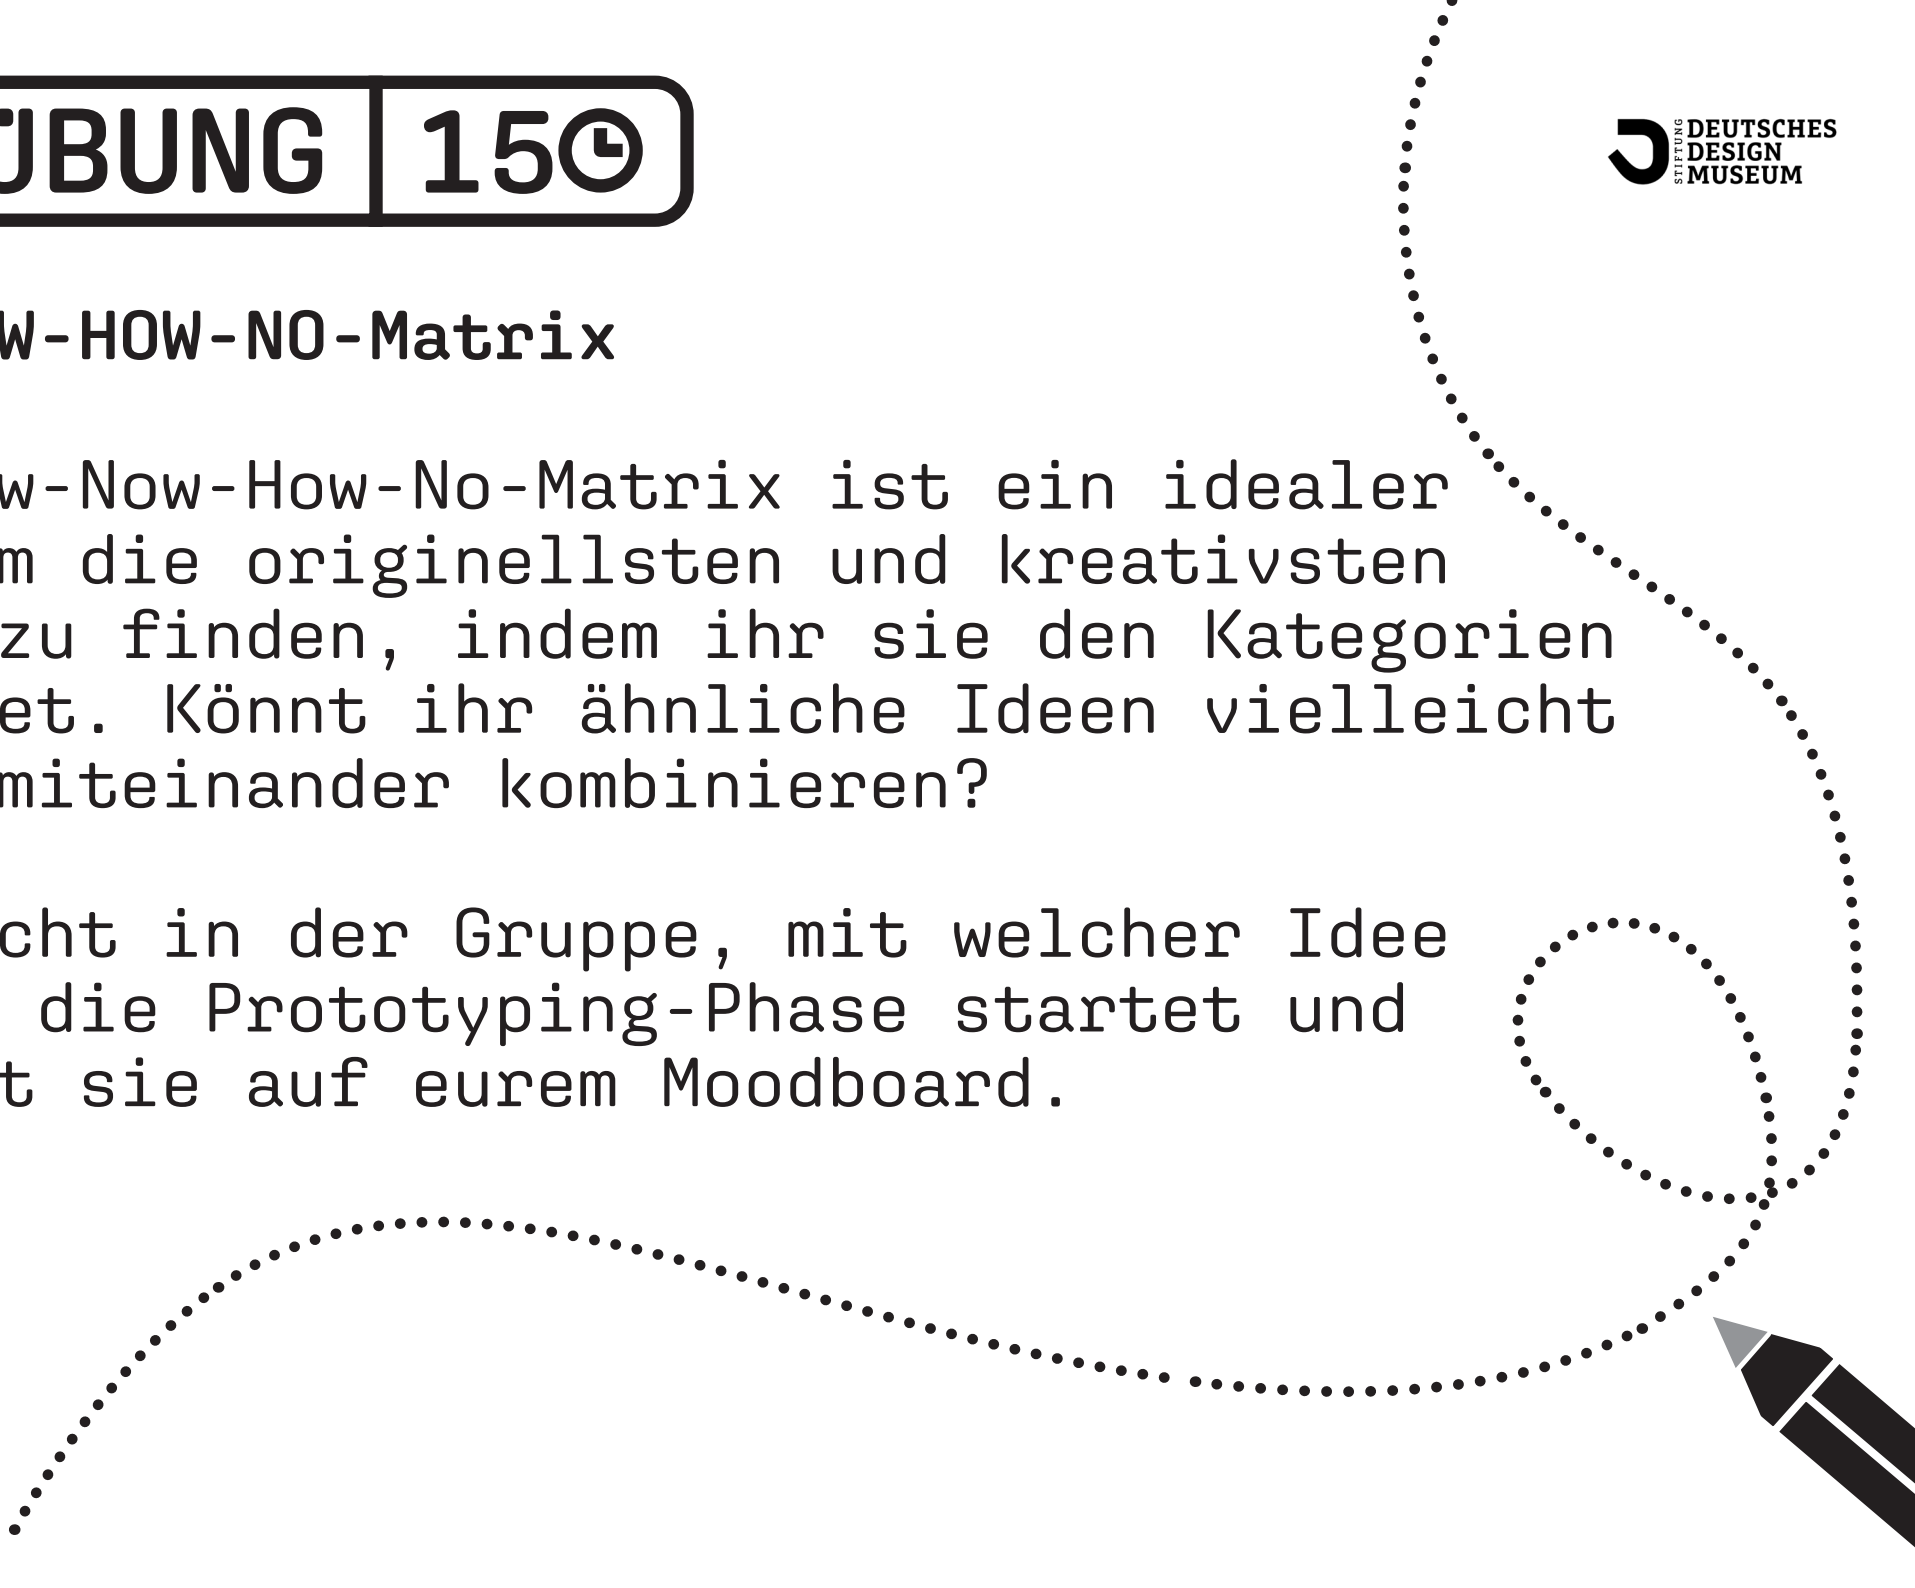 ÜBUNG 15
STIFTUNG
DEUTSCHES
DESIGN
MUSEUM
W-HOW-NO-Matrix
w-Now-How-No-Matrix ist ein idealer
m die originellsten und kreativsten
zu finden, indem ihr sie den Kategorien
et. Könnt ihr ähnliche Ideen vielleicht
miteinander kombinieren?
cht in der Gruppe, mit welcher Idee
die Prototyping-Phase startet und
t sie auf eurem Moodboard.